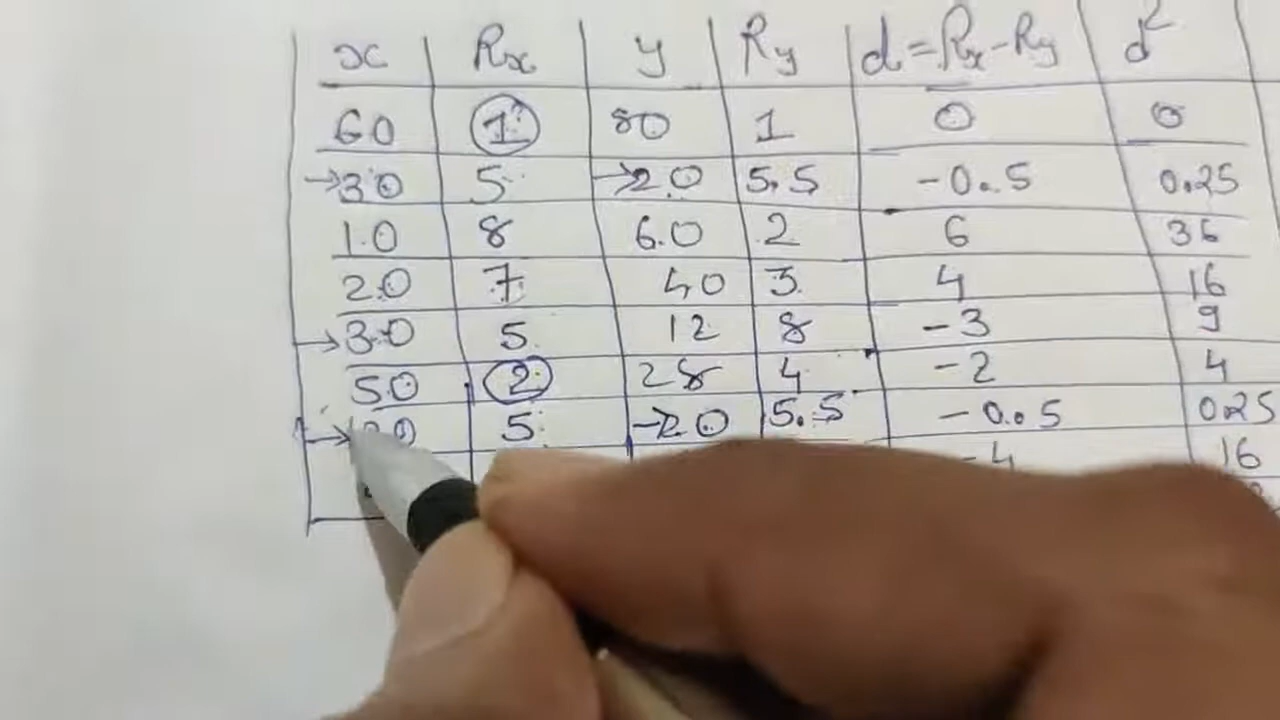 x Rx y Ry d=Rx-Ry d²
60 1 80 1 0 0
→30 5 →20 5.5 -0.5 0.25
10 8 60 2 6 36
20 7 40 3 4 16
→30 5 12 8 -3 9
50 2 28 4 -2 4
→30 5 →20 5.5 -0.5 0.25
-4 16